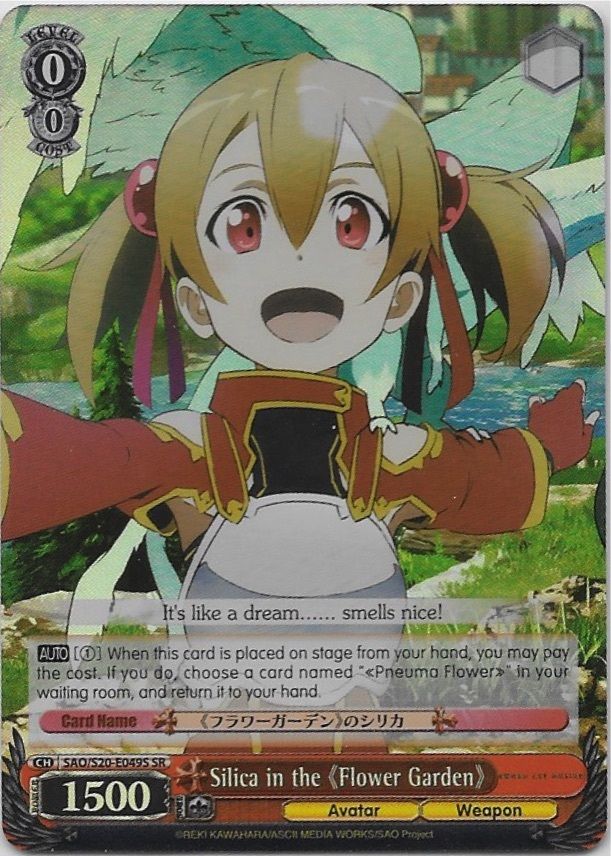 LEVEL
0
0
COST
It's like a dream...... smells nice!
AUTO [①] When this card is placed on stage from your hand, you may pay
the cost. If you do, choose a card named "≪Pneuma Flower≫" in your
waiting room, and return it to your hand.
Card Name 《フラワーガーデン》のシリカ
CH SAO/S20-E049S SR
Silica in the 《Flower Garden》
POWER 1500
Avatar Weapon
©REKI KAWAHARA/ASCII MEDIA WORKS/SAO Project